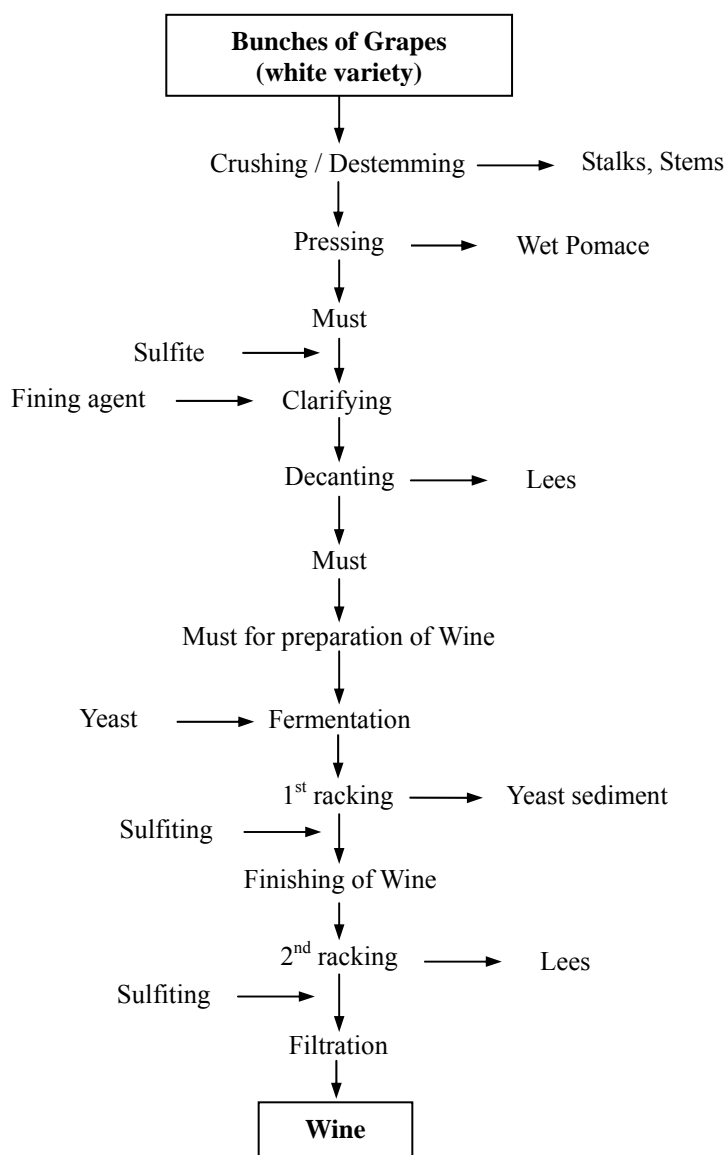 Bunches of Grapes
(white variety)
Crushing / Destemming
Stalks, Stems
Pressing
Wet Pomace
Must
Sulfite
Fining agent
Clarifying
Decanting
Lees
Must
Must for preparation of Wine
Yeast
Fermentation
1st racking
Yeast sediment
Sulfiting
Finishing of Wine
2nd racking
Lees
Sulfiting
Filtration
Wine